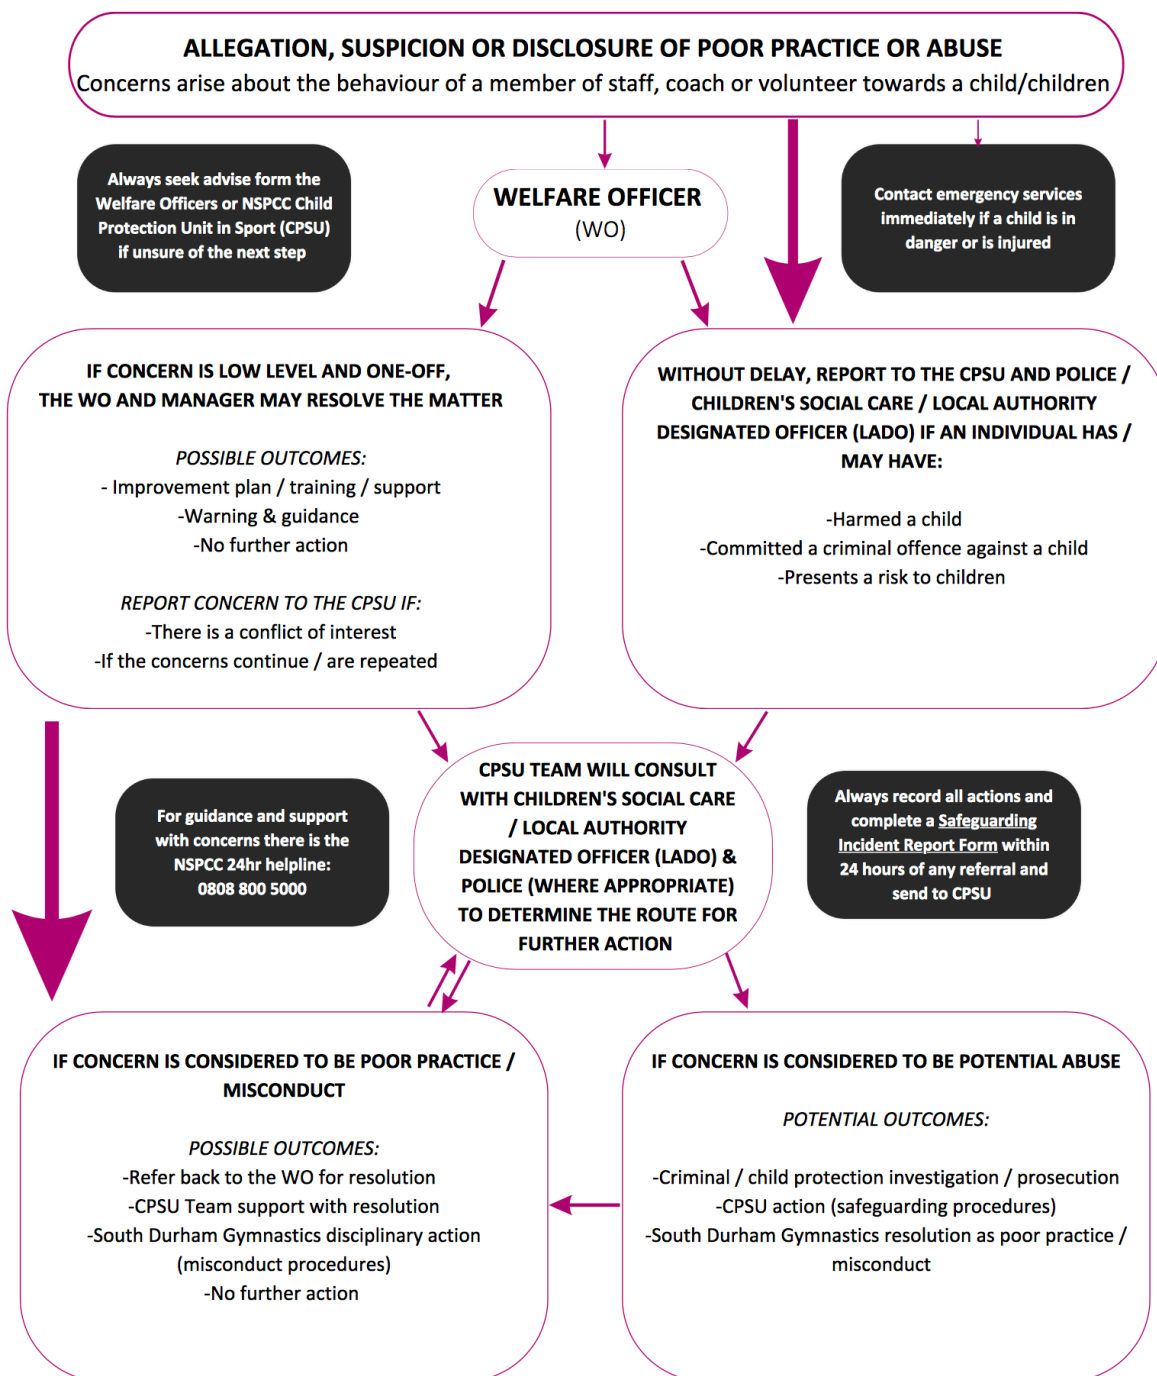 ALLEGATION, SUSPICION OR DISCLOSURE OF POOR PRACTICE OR ABUSE
Concerns arise about the behaviour of a member of staff, coach or volunteer towards a child/children
Always seek advise form the
Welfare Officers or NSPCC Child
Protection Unit in Sport (CPSU)
if unsure of the next step
WELFARE OFFICER
(WO)
Contact emergency services
immediately if a child is in
danger or is injured
IF CONCERN IS LOW LEVEL AND ONE-OFF,
THE WO AND MANAGER MAY RESOLVE THE MATTER
POSSIBLE OUTCOMES:
- Improvement plan / training / support
-Warning & guidance
-No further action
REPORT CONCERN TO THE CPSU IF:
-There is a conflict of interest
-If the concerns continue / are repeated
WITHOUT DELAY, REPORT TO THE CPSU AND POLICE /
CHILDREN'S SOCIAL CARE / LOCAL AUTHORITY
DESIGNATED OFFICER (LADO) IF AN INDIVIDUAL HAS /
MAY HAVE:
-Harmed a child
-Committed a criminal offence against a child
-Presents a risk to children
For guidance and support
with concerns there is the
NSPCC 24hr helpline:
0808 800 5000
CPSU TEAM WILL CONSULT
WITH CHILDREN'S SOCIAL CARE
/ LOCAL AUTHORITY
DESIGNATED OFFICER (LADO) &
POLICE (WHERE APPROPRIATE)
TO DETERMINE THE ROUTE FOR
FURTHER ACTION
Always record all actions and
complete a Safeguarding
Incident Report Form within
24 hours of any referral and
send to CPSU
IF CONCERN IS CONSIDERED TO BE POOR PRACTICE /
MISCONDUCT
POSSIBLE OUTCOMES:
-Refer back to the WO for resolution
-CPSU Team support with resolution
-South Durham Gymnastics disciplinary action
(misconduct procedures)
-No further action
IF CONCERN IS CONSIDERED TO BE POTENTIAL ABUSE
POTENTIAL OUTCOMES:
-Criminal / child protection investigation / prosecution
-CPSU action (safeguarding procedures)
-South Durham Gymnastics resolution as poor practice /
misconduct